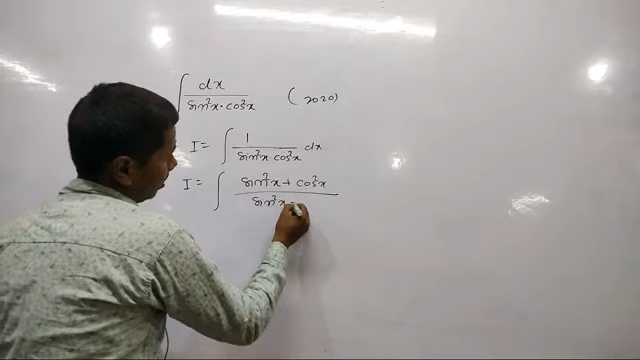 ∫ dx / sin²x · cos²x (2020)
I = ∫ 1 / sin²x cos²x dx
I = ∫ sin²x + cos²x / sin²x